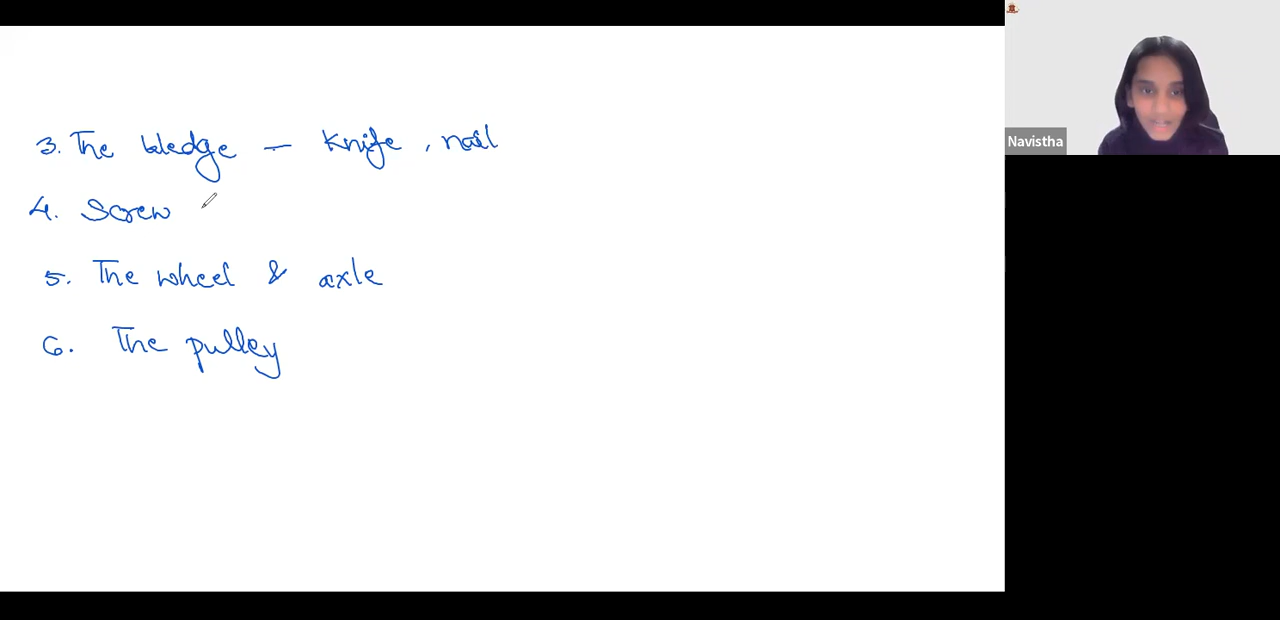 3. The Wedge - Knife, nail
4. Screw
5. The wheel & axle
6. The pulley
Navistha